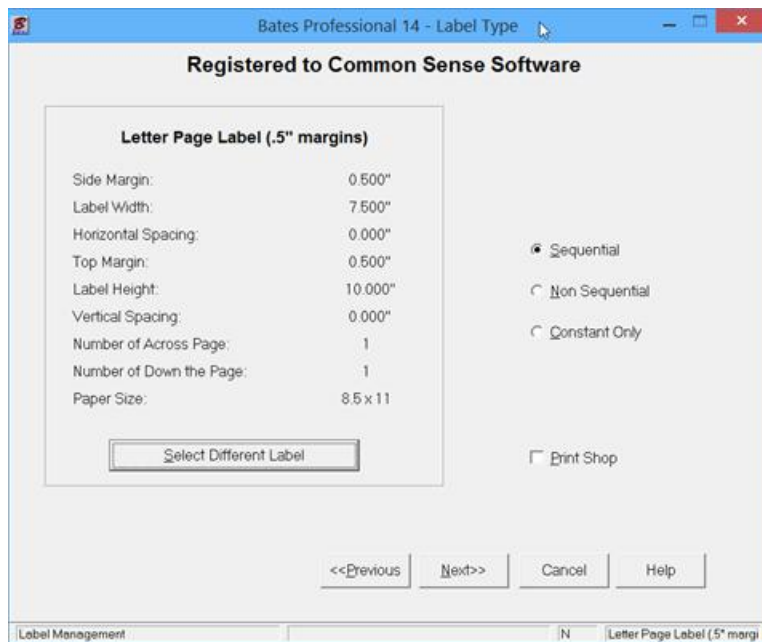 Bates Professional 14 - Label Type
Registered to Common Sense Software
Letter Page Label (.5" margins)
Side Margin: 0.500"
Label Width: 7.500"
Horizontal Spacing: 0.000"
Top Margin: 0.500"
Label Height: 10.000"
Vertical Spacing: 0.000"
Number of Across Page: 1
Number of Down the Page: 1
Paper Size: 8.5 x 11
Select Different Label
Sequential
Non Sequential
Constant Only
Print Shop
<<Previous Next>> Cancel Help
Label Management N Letter Page Label (.5" margi